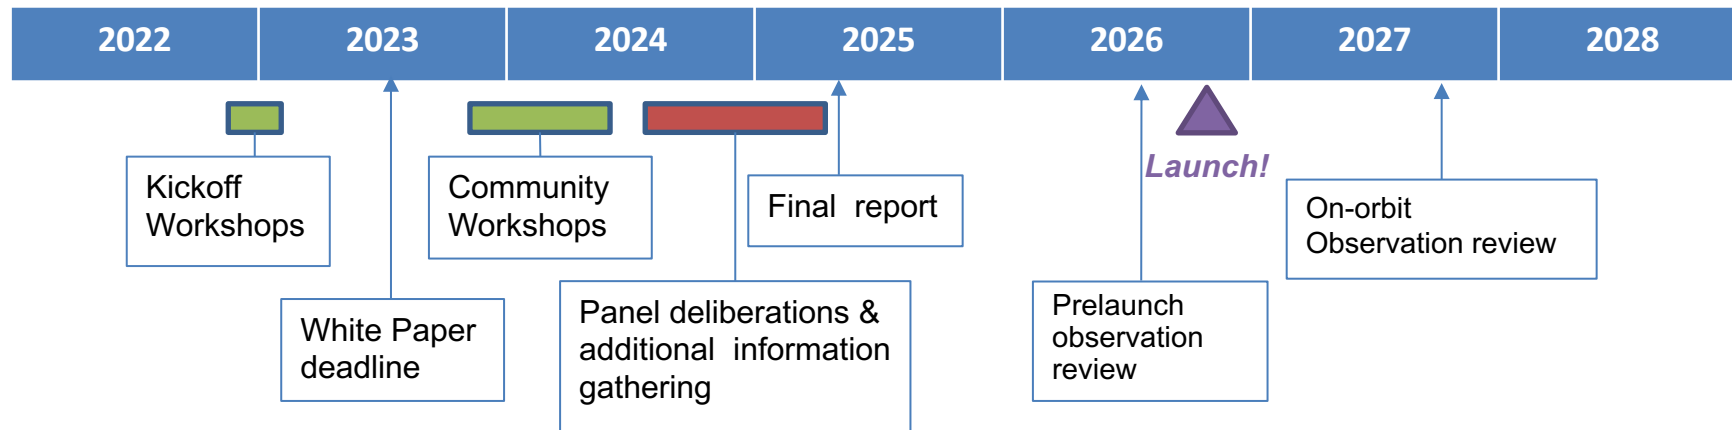 2022 2023 2024 2025 2026 2027 2028
Kickoff
Workshops
White Paper
deadline
Community
Workshops
Panel deliberations &
additional information
gathering
Final report
Prelaunch
observation
review
Launch!
On-orbit
Observation review